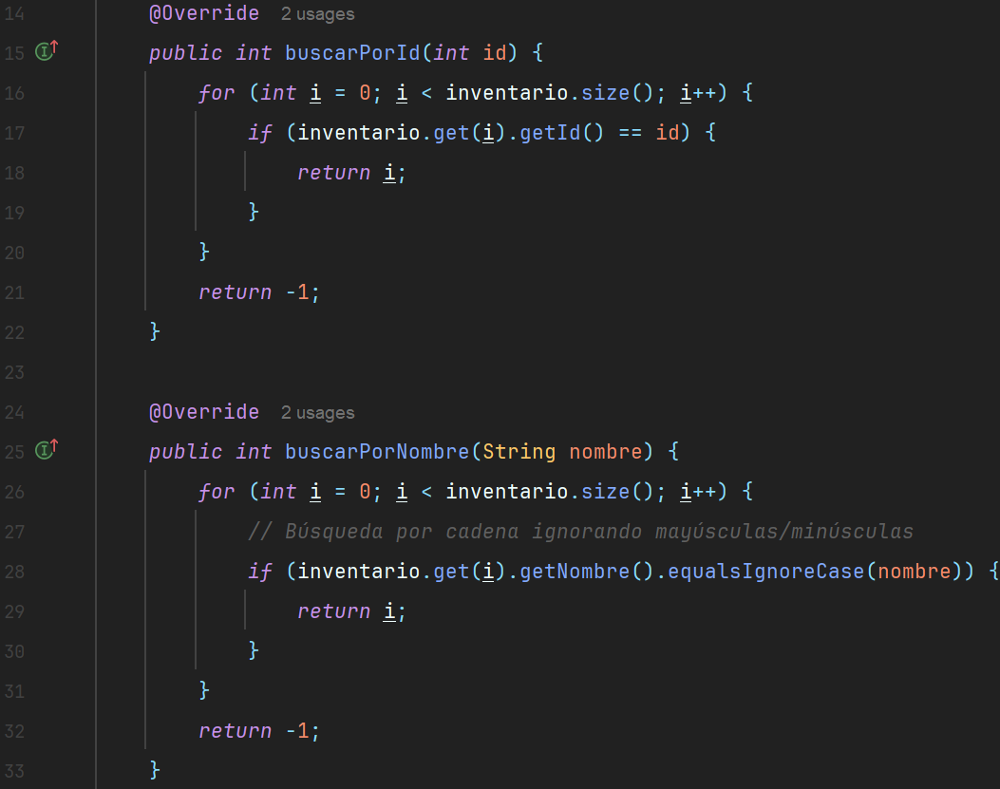 14 @Override 2 usages
15 public int buscarPorId(int id) {
16 for (int i = 0; i < inventario.size(); i++) {
17 if (inventario.get(i).getId() == id) {
18 return i;
19 }
20 }
21 return -1;
22 }
23
24 @Override 2 usages
25 public int buscarPorNombre(String nombre) {
26 for (int i = 0; i < inventario.size(); i++) {
27 // Búsqueda por cadena ignorando mayúsculas/minúsculas
28 if (inventario.get(i).getNombre().equalsIgnoreCase(nombre)) {
29 return i;
30 }
31 }
32 return -1;
33 }